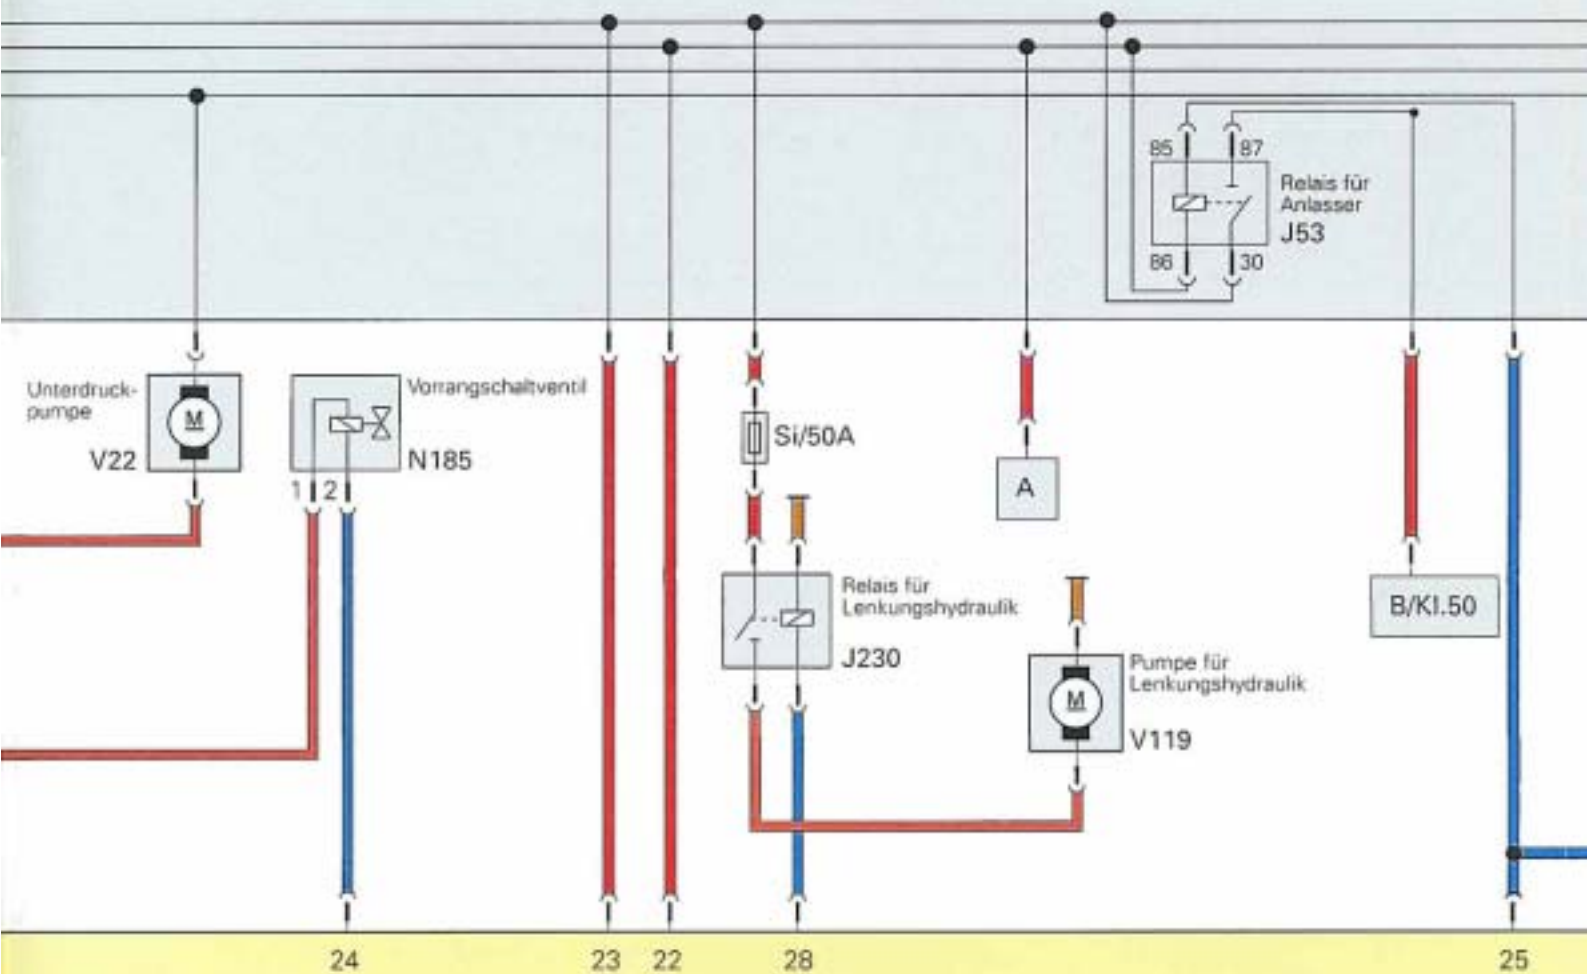 85 87
Relais für
Anlasser
J53
86 30
Unterdruck-
pumpe
V22
M
Vorrangschaltventil
N185
1 2
Si/50A
A
Relais für
Lenkungshydraulik
J230
B/Kl.50
Pumpe für
Lenkungshydraulik
M
V119
24 23 22 28 25